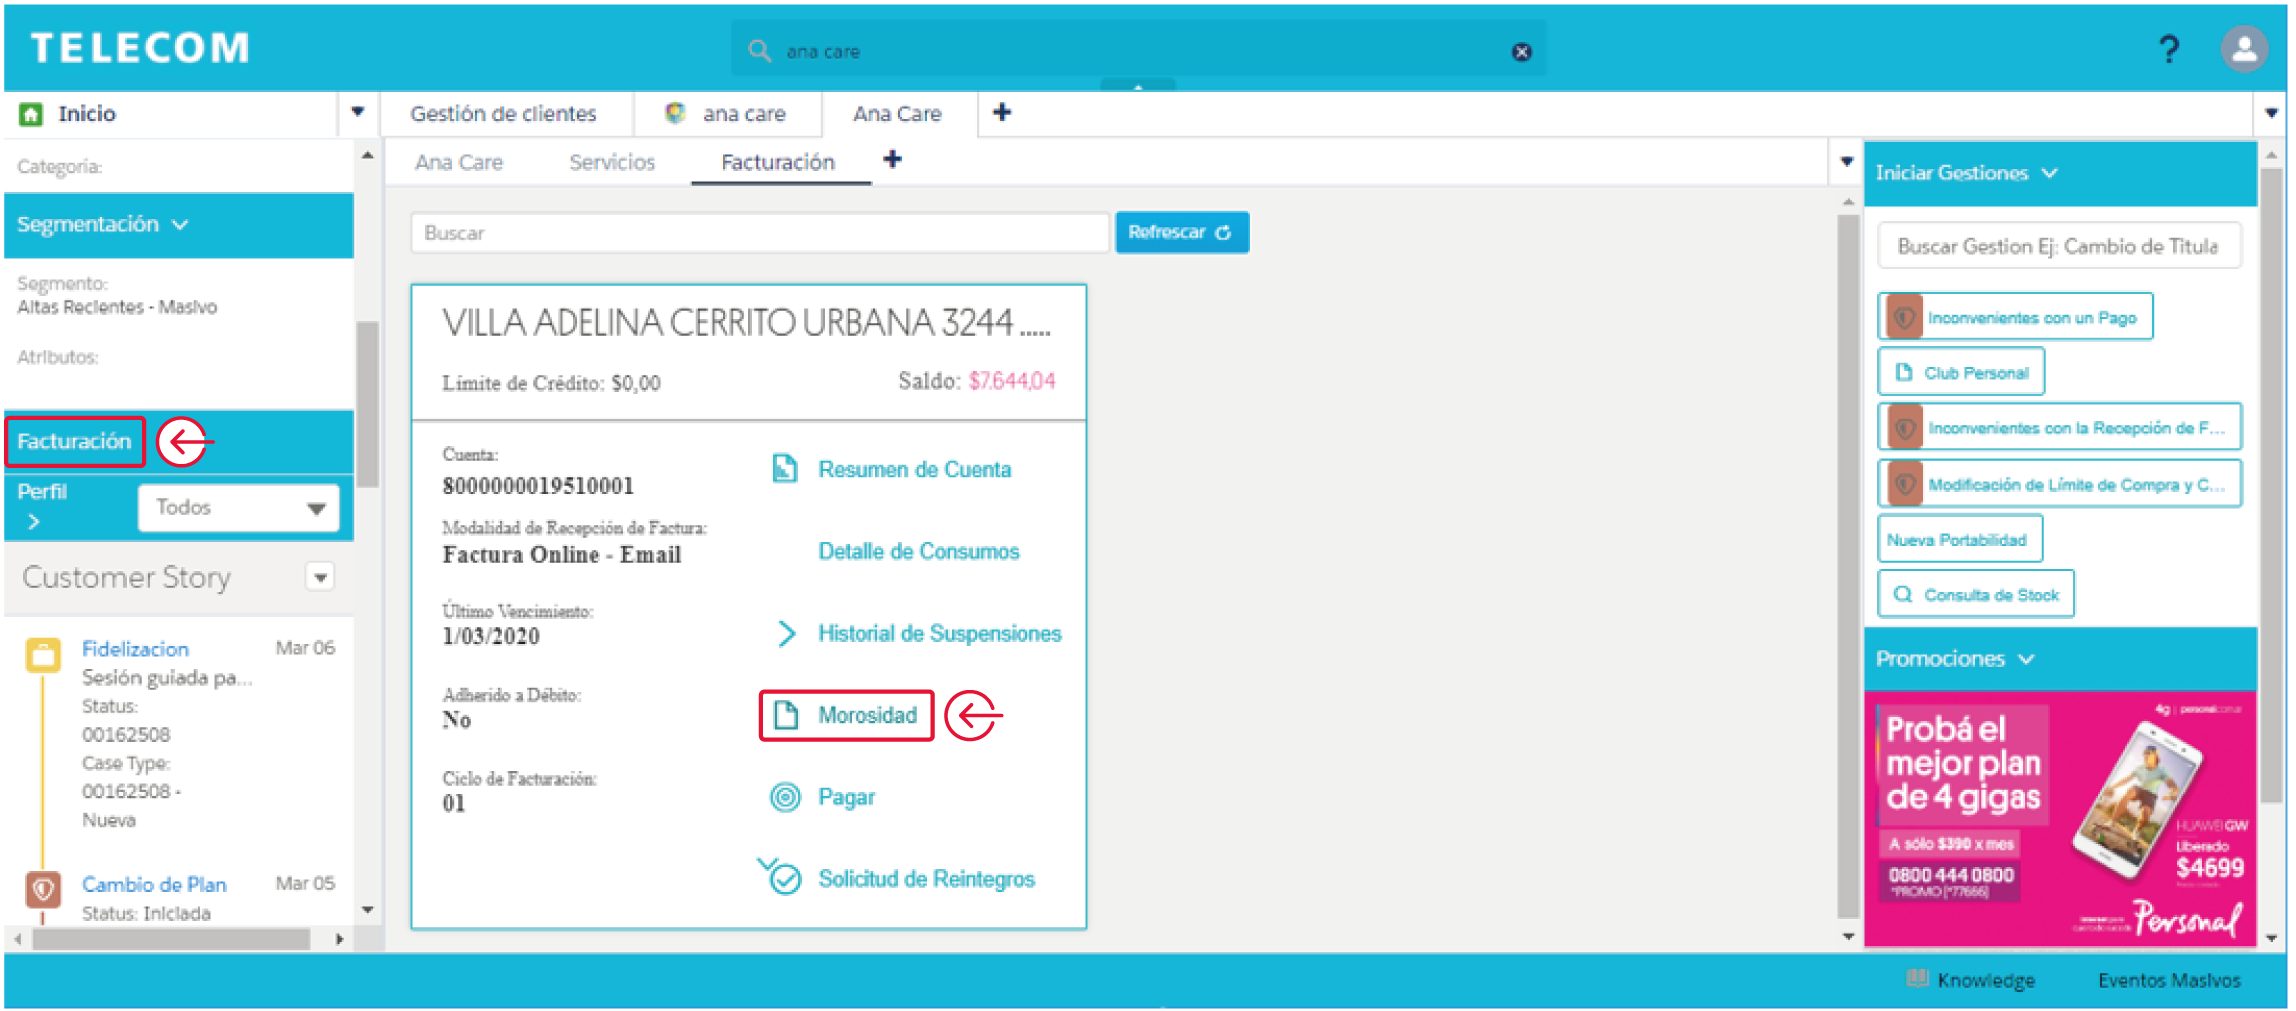 TELECOM
ana care
?
Inicio
Gestión de clientes
ana care
Ana Care
Categoría:
Segmentación
Segmento:
Altas Recientes - Masivo
Atributos:
Facturación
Perfil
Todos
Customer Story
Fidelizacion
Mar 06
Sesión guiada pa...
Status:
00162508
Case Type:
00162508 -
Nueva
Cambio de Plan
Mar 05
Status: Iniciada
Ana Care
Servicios
Facturación
Buscar
Refrescar
VILLA ADELINA CERRITO URBANA 3244 .....
Límite de Crédito: $0,00
Saldo: $7.644,04
Cuenta:
8000000019510001
Modalidad de Recepción de Factura:
Factura Online - Email
Último Vencimiento:
1/03/2020
Adherido a Débito:
No
Ciclo de Facturación:
01
Resumen de Cuenta
Detalle de Consumos
Historial de Suspensiones
Morosidad
Pagar
Solicitud de Reintegros
Iniciar Gestiones
Buscar Gestion Ej: Cambio de Titula
Inconvenientes con un Pago
Club Personal
Inconvenientes con la Recepción de F...
Modificación de Límite de Compra y C...
Nueva Portabilidad
Consulta de Stock
Promociones
4g | personal.com.ar
Probá el
mejor plan
de 4 gigas
A sólo $390 x mes
0800 444 0800
*PROMO (*77666)
HUAWEI GW
Liberado
$4699
Personal
Knowledge
Eventos Masivos